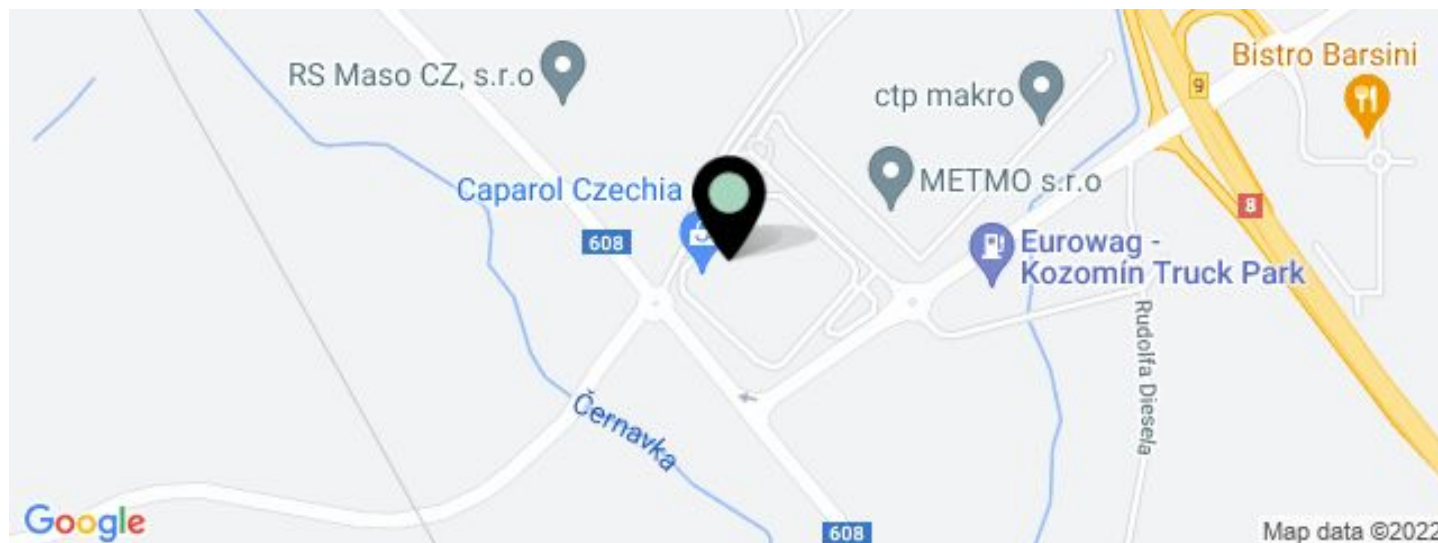 Bistro Barsini
RS Maso CZ, s.r.o
9
ctp makro
METMO s.r.o
Caparol Czechia
8
608
Eurowag -
Kozomín Truck Park
Rudolfa Diesela
Černavka
Google
608
Map data ©2022